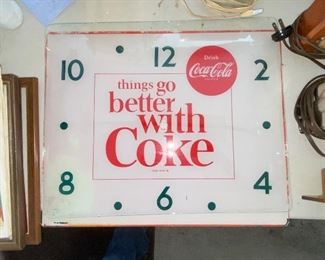 12
10
2
Drink
Coca-Cola
things go
better
with
Coke
8
4
6